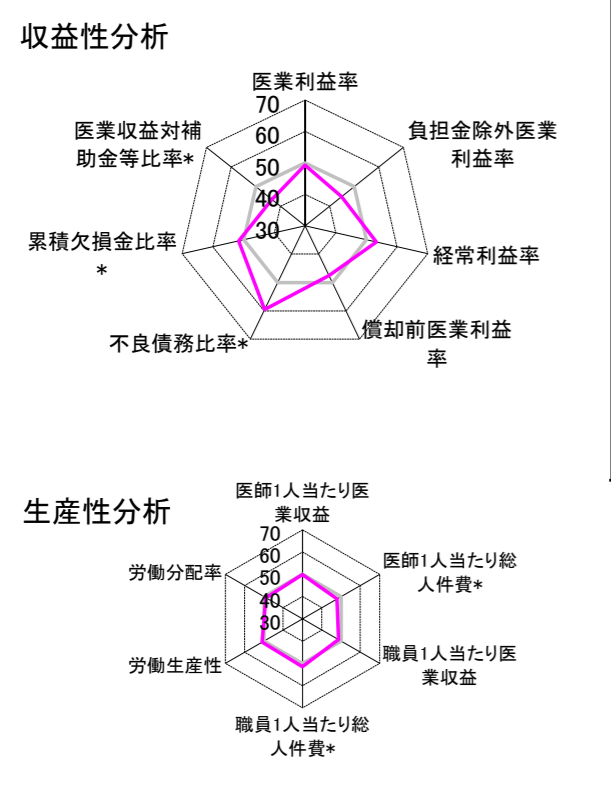 収益性分析
医業利益率
70
60
50
40
30
負担金除外医業
利益率
経常利益率
償却前医業利益
率
不良債務比率*
累積欠損金比率
*
医業収益対補
助金等比率*
生産性分析
医師1人当たり医
業収益
70
60
50
40
30
医師1人当たり総
人件費*
職員1人当たり医
業収益
職員1人当たり総
人件費*
労働生産性
労働分配率